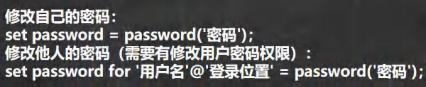 修改自己的密码：
set password = password('密码');
修改他人的密码（需要有修改用户密码权限）：
set password for '用户名'@'登录位置' = password('密码');